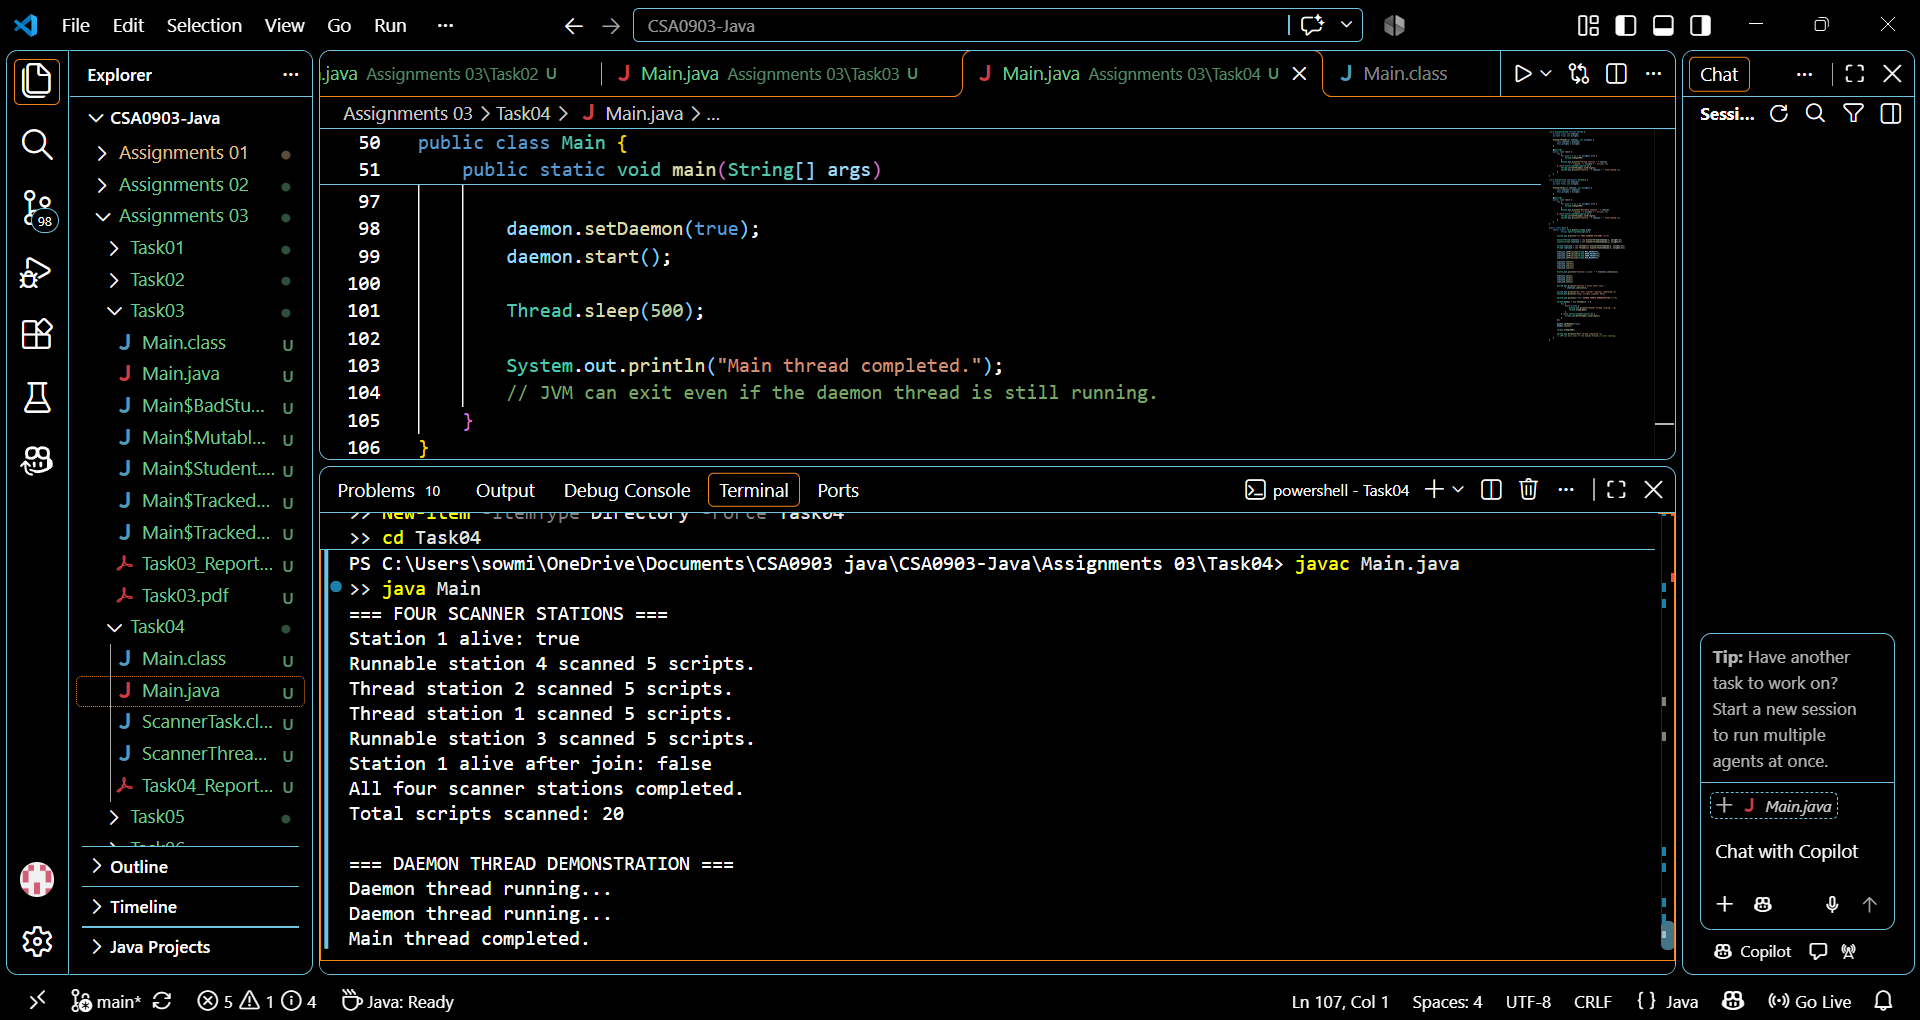 File Edit Selection View Go Run ···
CSA0903-Java
Explorer
CSA0903-Java
Assignments 01
Assignments 02
Assignments 03
Task01
Task02
Task03
Main.class U
Main.java U
Main$BadStu... U
Main$Mutabl... U
Main$Student.... U
Main$Tracked... U
Main$Tracked... U
Task03_Report... U
Task03.pdf U
Task04
Main.class U
Main.java U
ScannerTask.cl... U
ScannerThrea... U
Task04_Report... U
Task05
Outline
Timeline
Java Projects
98
.java Assignments 03\Task02 U
Main.java Assignments 03\Task03 U
Main.java Assignments 03\Task04 U
Main.class
Assignments 03 > Task04 > Main.java > ...
50 public class Main {
51 public static void main(String[] args)
97
98 daemon.setDaemon(true);
99 daemon.start();
100
101 Thread.sleep(500);
102
103 System.out.println("Main thread completed.");
104 // JVM can exit even if the daemon thread is still running.
105 }
106 }
Problems 10 Output Debug Console Terminal Ports
powershell - Task04
>> New-Item -ItemType Directory -Force Task04
>> cd Task04
PS C:\Users\sowmi\OneDrive\Documents\CSA0903 java\CSA0903-Java\Assignments 03\Task04> javac Main.java
>> java Main
=== FOUR SCANNER STATIONS ===
Station 1 alive: true
Runnable station 4 scanned 5 scripts.
Thread station 2 scanned 5 scripts.
Thread station 1 scanned 5 scripts.
Runnable station 3 scanned 5 scripts.
Station 1 alive after join: false
All four scanner stations completed.
Total scripts scanned: 20
=== DAEMON THREAD DEMONSTRATION ===
Daemon thread running...
Daemon thread running...
Main thread completed.
Chat
Sessi...
Tip: Have another
task to work on?
Start a new session
to run multiple
agents at once.
Main.java
Chat with Copilot
Copilot
main* 5 1 4 Java: Ready
Ln 107, Col 1 Spaces: 4 UTF-8 CRLF {} Java Go Live